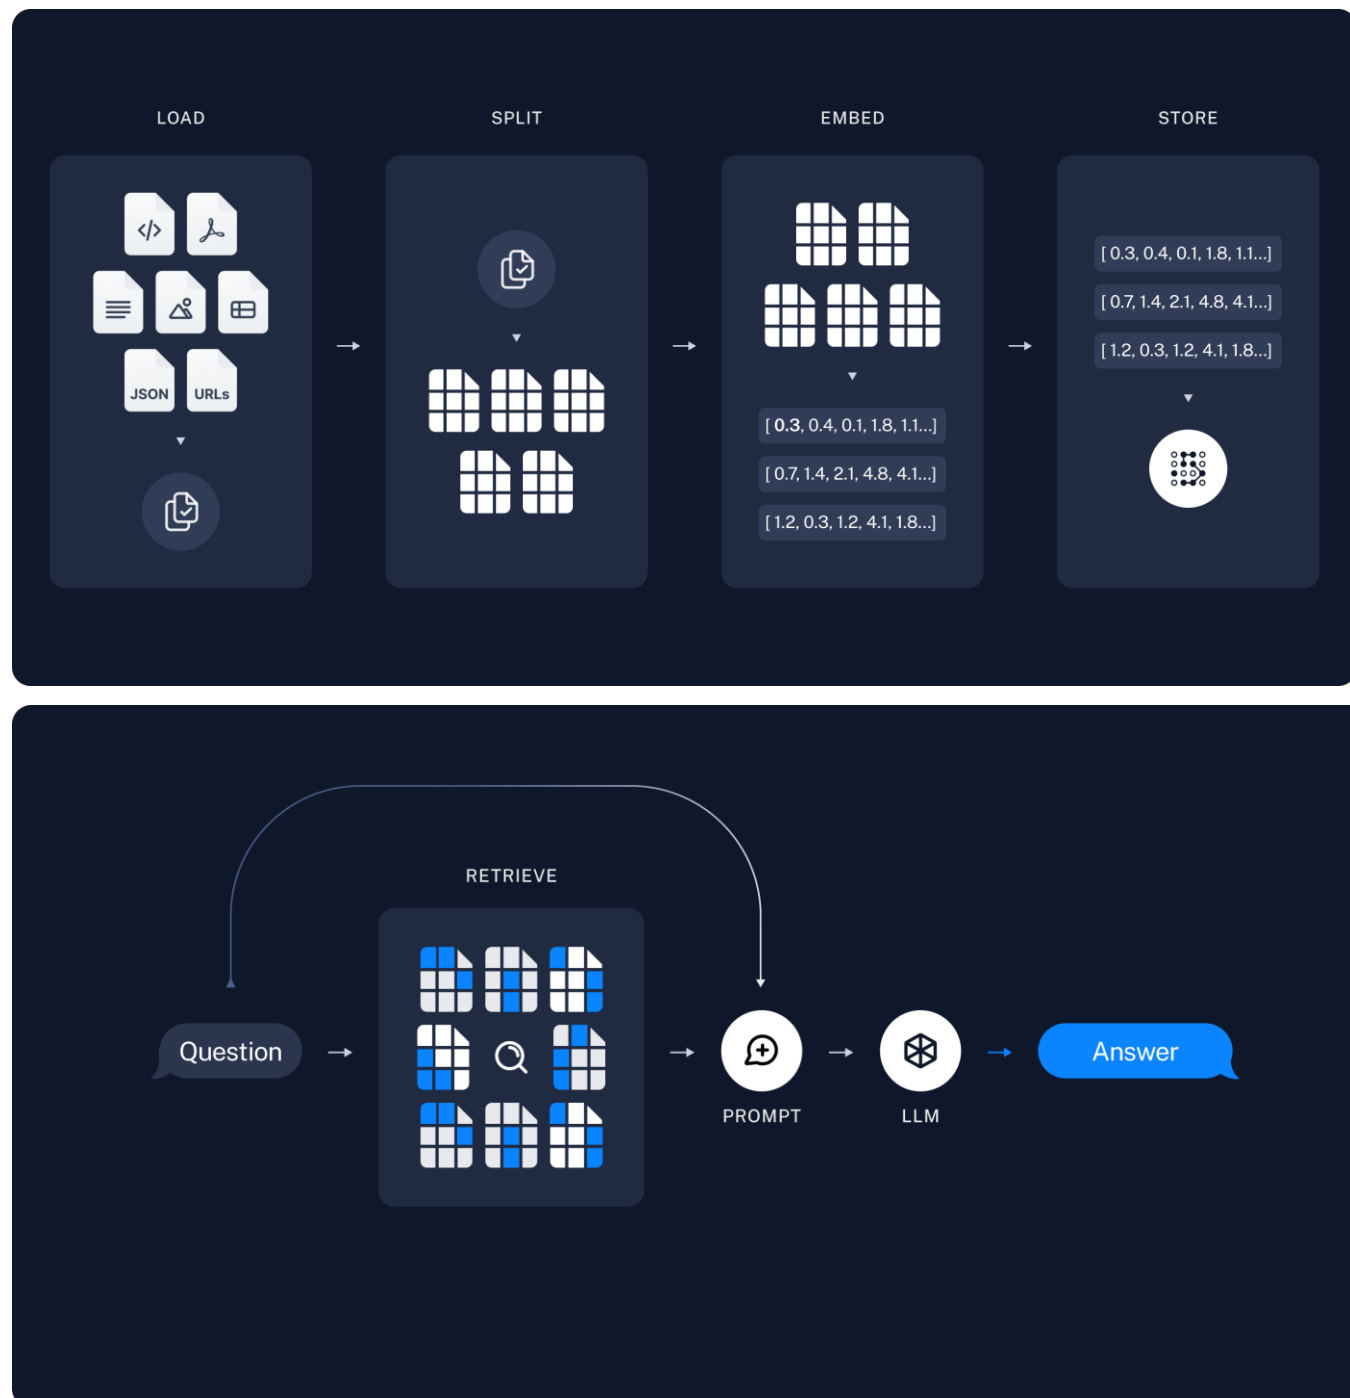 LOAD
SPLIT
EMBED
STORE
</>
JSON
URLs
[ 0.3, 0.4, 0.1, 1.8, 1.1...]
[ 0.7, 1.4, 2.1, 4.8, 4.1...]
[ 1.2, 0.3, 1.2, 4.1, 1.8...]
[ 0.3, 0.4, 0.1, 1.8, 1.1...]
[ 0.7, 1.4, 2.1, 4.8, 4.1...]
[ 1.2, 0.3, 1.2, 4.1, 1.8...]
RETRIEVE
Question
PROMPT
LLM
Answer